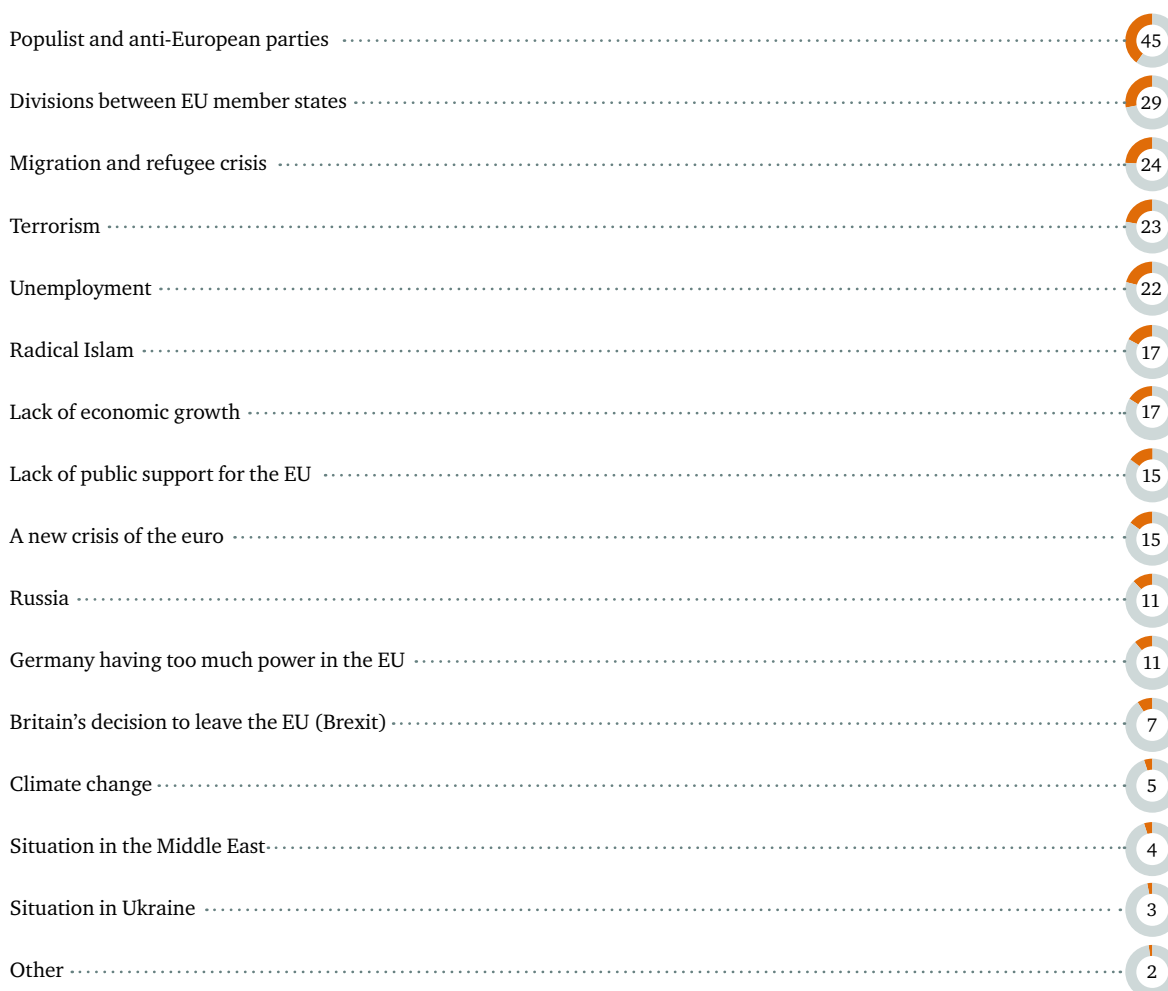 Populist and anti-European parties 45
Divisions between EU member states 29
Migration and refugee crisis 24
Terrorism 23
Unemployment 22
Radical Islam 17
Lack of economic growth 17
Lack of public support for the EU 15
A new crisis of the euro 15
Russia 11
Germany having too much power in the EU 11
Britain’s decision to leave the EU (Brexit) 7
Climate change 5
Situation in the Middle East 4
Situation in Ukraine 3
Other 2